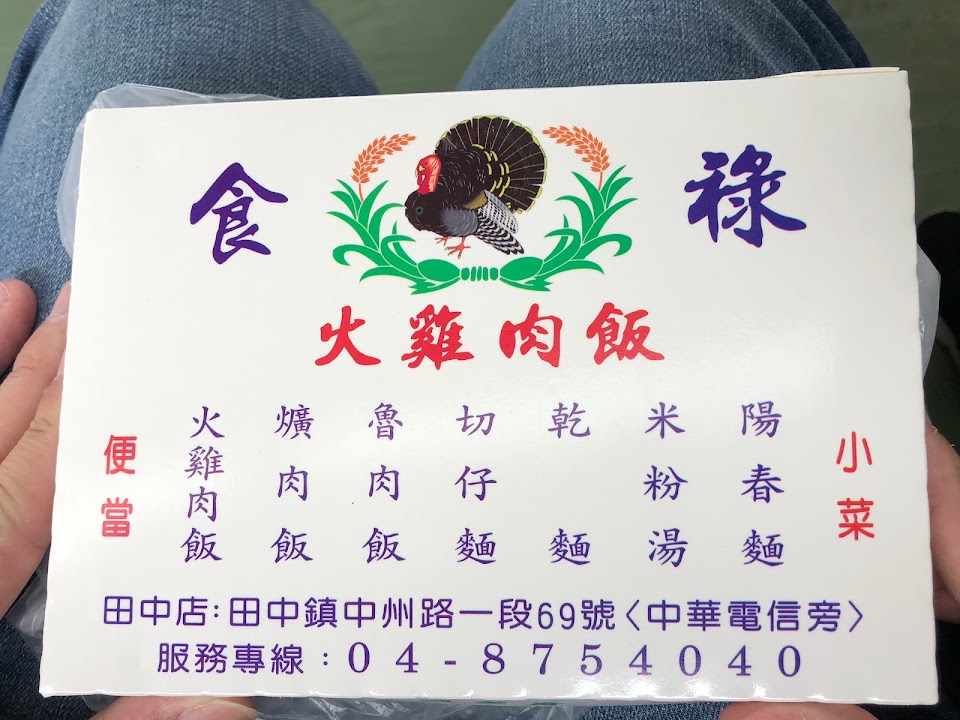 食祿
火雞肉飯
便當
火雞肉飯
爌肉飯
魯肉飯
切仔麵
乾麵
米粉湯
陽春麵
小菜
田中店:田中鎮中州路一段69號〈中華電信旁〉
服務專線:04-8754040